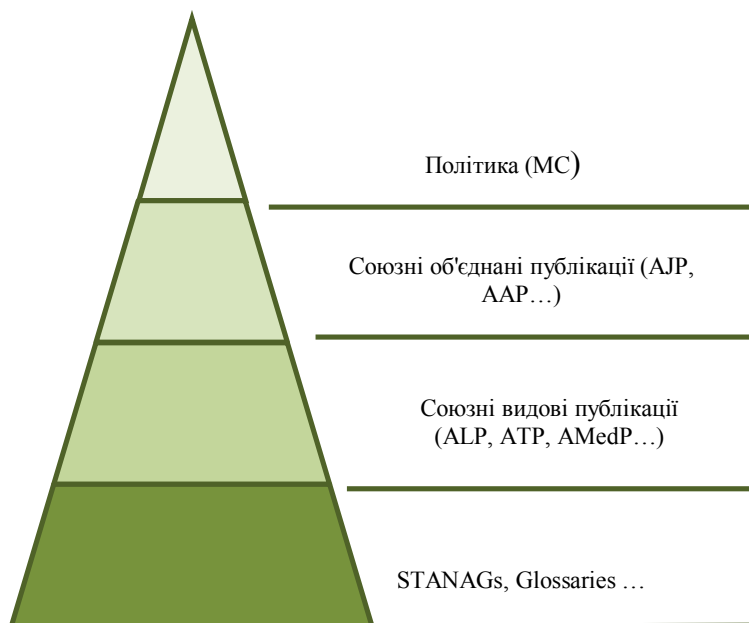 Політика (МС)
Союзні об'єднані публікації (AJP,
AAP…)
Союзні видові публікації
(ALP, ATP, AMedP…)
STANAGs, Glossaries …